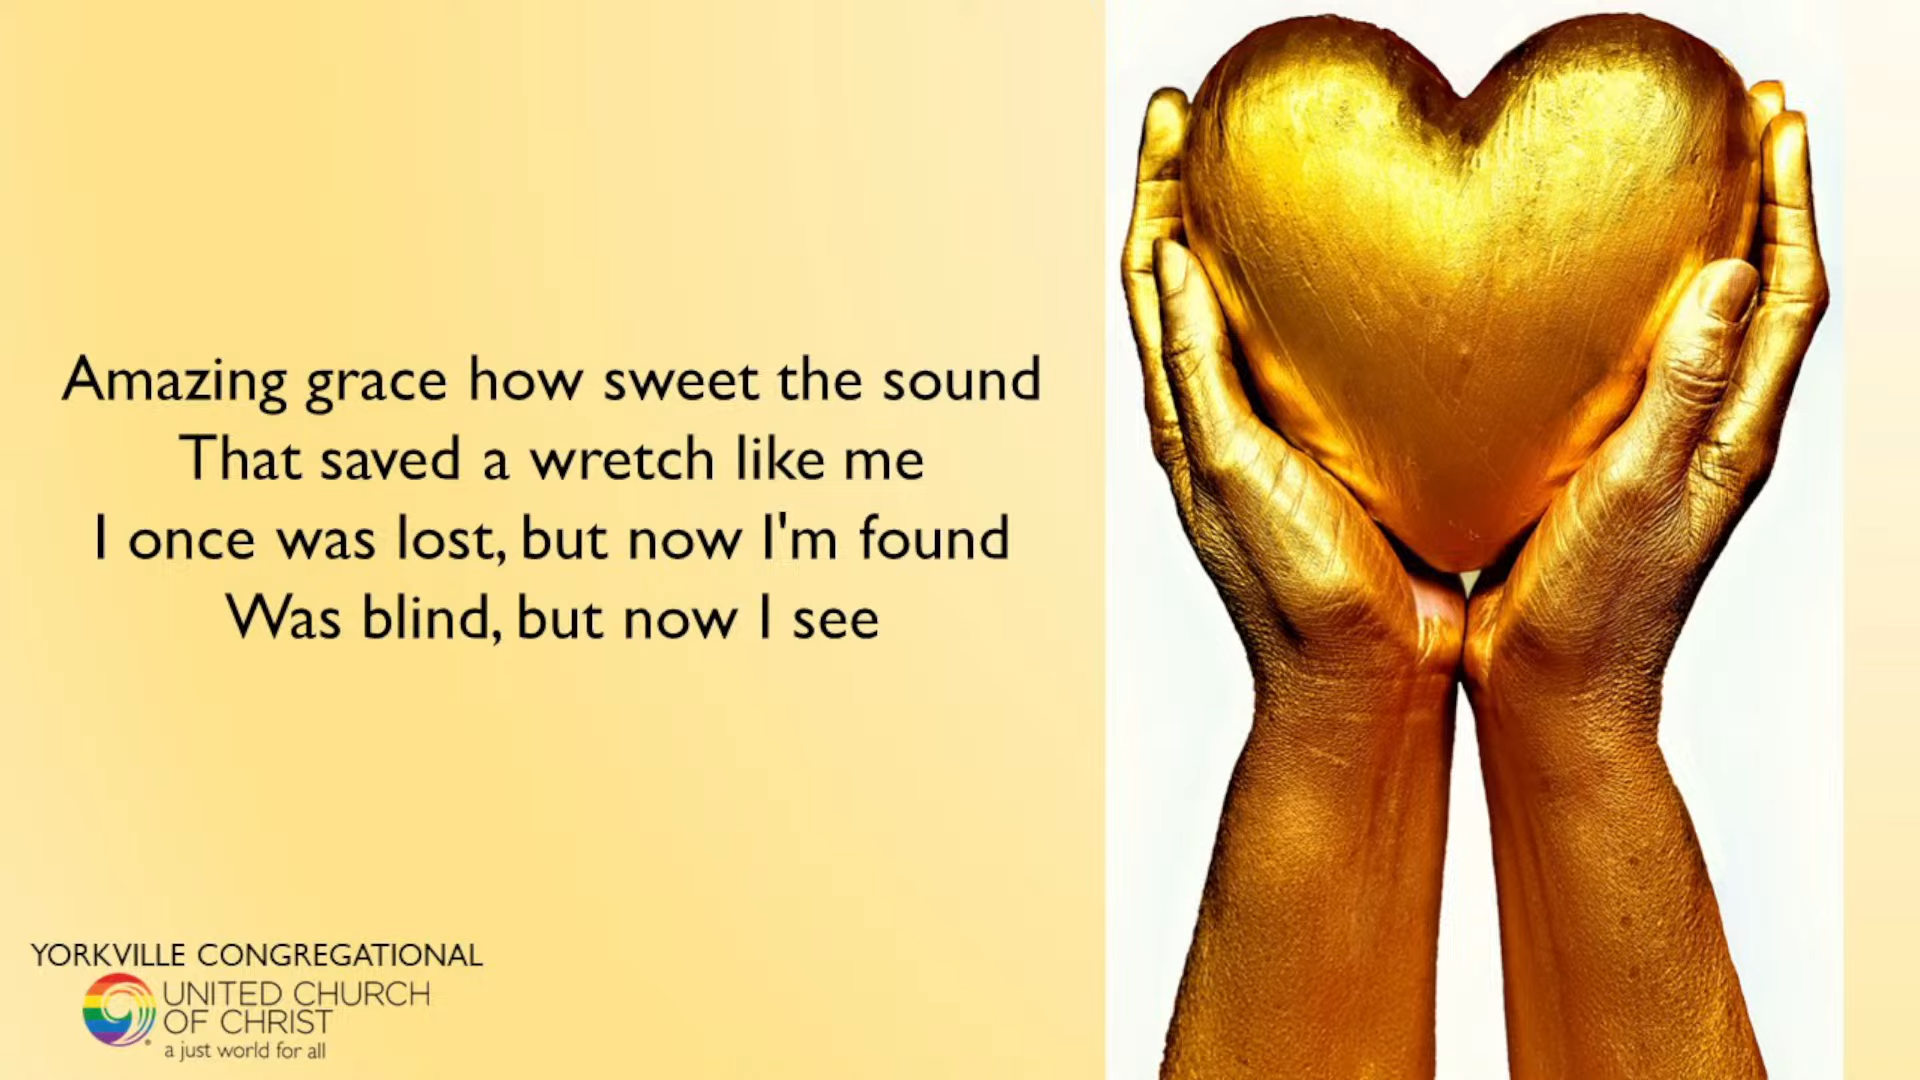 Amazing grace how sweet the sound
That saved a wretch like me
I once was lost, but now I'm found
Was blind, but now I see
YORKVILLE CONGREGATIONAL
UNITED CHURCH
OF CHRIST
a just world for all